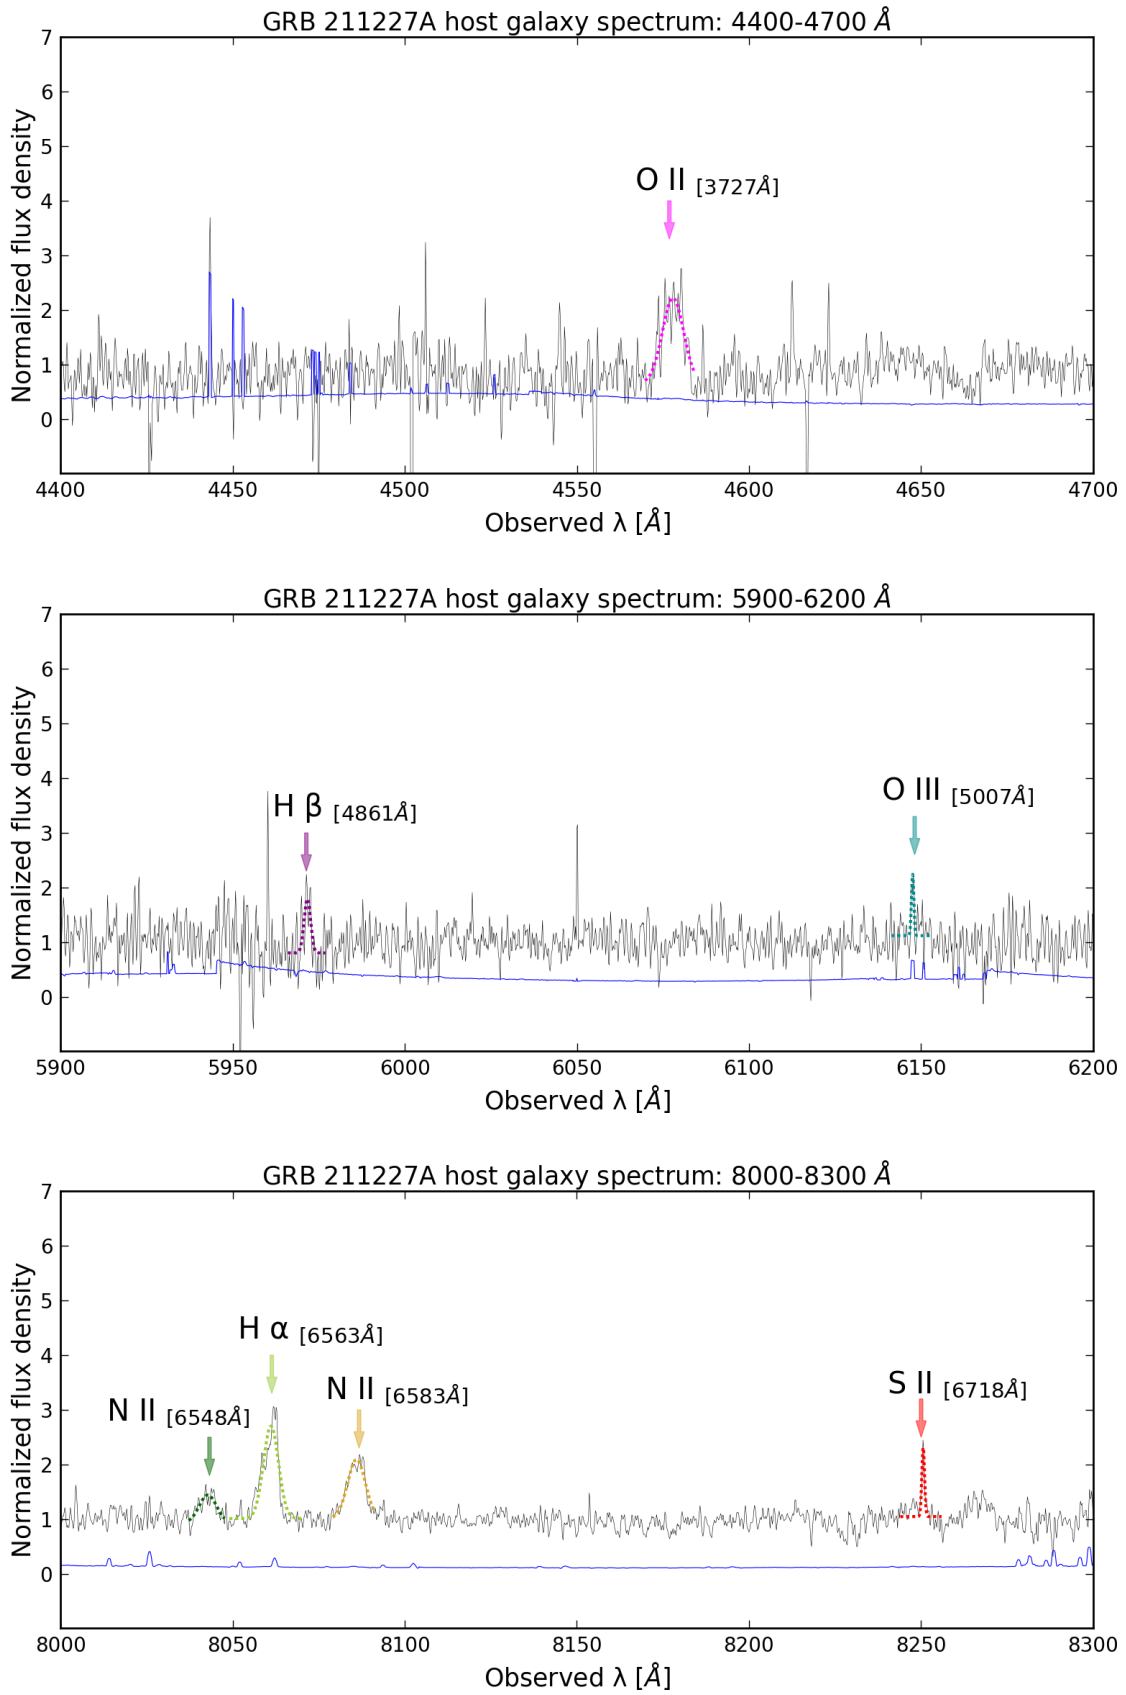 GRB 211227A host galaxy spectrum: 4400-4700 Å
7
6
5
4
3
2
1
0
Normalized flux density
O II [3727Å]
4400 4450 4500 4550 4600 4650 4700
Observed λ [Å]
GRB 211227A host galaxy spectrum: 5900-6200 Å
7
6
5
4
3
2
1
0
Normalized flux density
H β [4861Å]
O III [5007Å]
5900 5950 6000 6050 6100 6150 6200
Observed λ [Å]
GRB 211227A host galaxy spectrum: 8000-8300 Å
7
6
5
4
3
2
1
0
Normalized flux density
N II [6548Å]
H α [6563Å]
N II [6583Å]
S II [6718Å]
8000 8050 8100 8150 8200 8250 8300
Observed λ [Å]